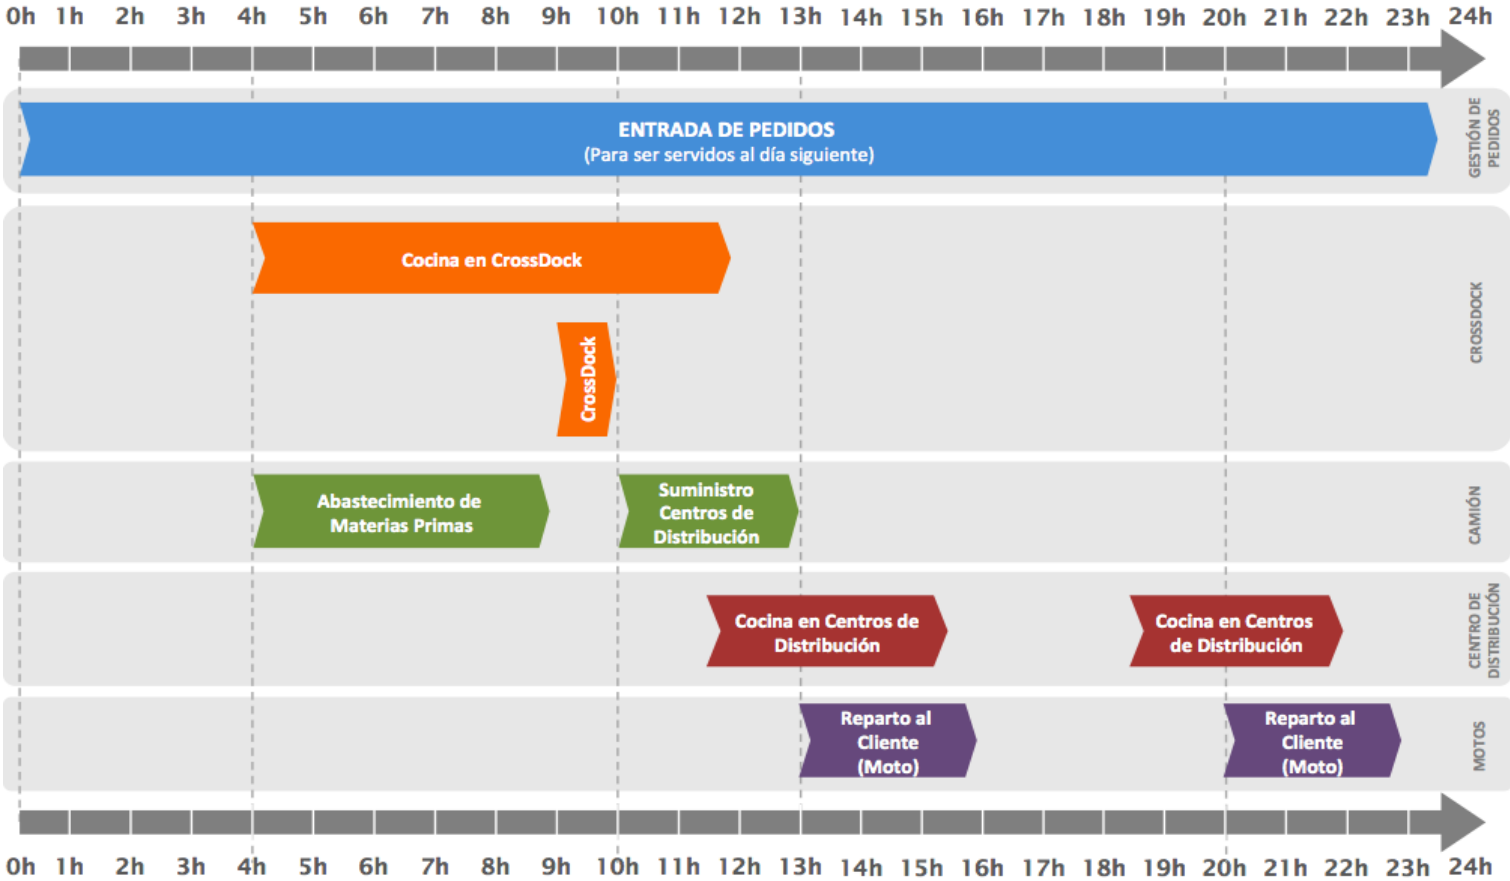 0h 1h 2h 3h 4h 5h 6h 7h 8h 9h 10h 11h 12h 13h 14h 15h 16h 17h 18h 19h 20h 21h 22h 23h 24h
ENTRADA DE PEDIDOS
(Para ser servidos al día siguiente)
GESTIÓN DE
PEDIDOS
Cocina en CrossDock
CrossDock
CROSSDOCK
Abastecimiento de
Materias Primas
Suministro
Centros de
Distribución
CAMIÓN
Cocina en Centros de
Distribución
Cocina en Centros
de Distribución
CENTRO DE
DISTRIBUCIÓN
Reparto al
Cliente
(Moto)
Reparto al
Cliente
(Moto)
MOTOS
0h 1h 2h 3h 4h 5h 6h 7h 8h 9h 10h 11h 12h 13h 14h 15h 16h 17h 18h 19h 20h 21h 22h 23h 24h